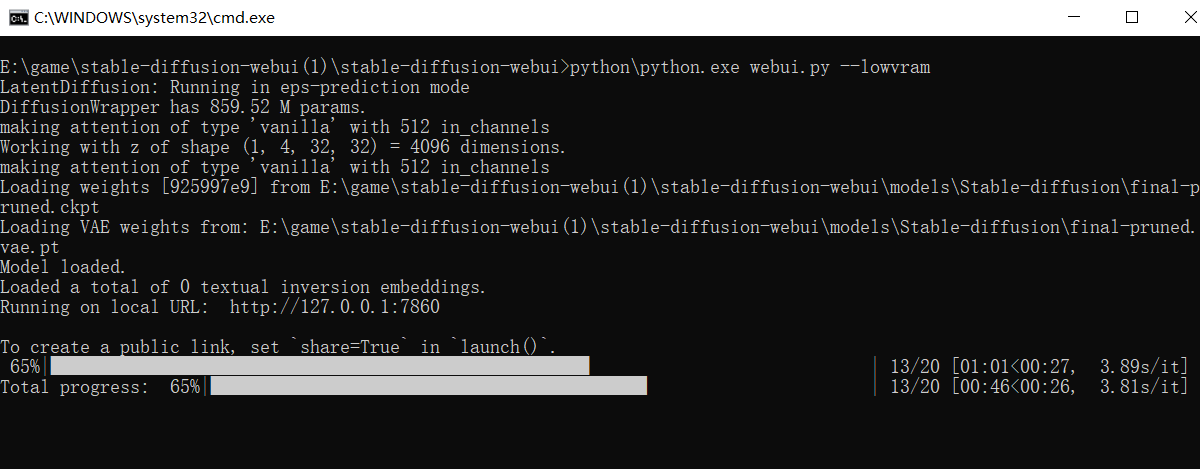 C:\WINDOWS\system32\cmd.exe
E:\game\stable-diffusion-webui(1)\stable-diffusion-webui>python\python.exe webui.py --lowvram
LatentDiffusion: Running in eps-prediction mode
DiffusionWrapper has 859.52 M params.
making attention of type 'vanilla' with 512 in_channels
Working with z of shape (1, 4, 32, 32) = 4096 dimensions.
making attention of type 'vanilla' with 512 in_channels
Loading weights [925997e9] from E:\game\stable-diffusion-webui(1)\stable-diffusion-webui\models\Stable-diffusion\final-p
runed.ckpt
Loading VAE weights from: E:\game\stable-diffusion-webui(1)\stable-diffusion-webui\models\Stable-diffusion\final-pruned.
vae.pt
Model loaded.
Loaded a total of 0 textual inversion embeddings.
Running on local URL:  http://127.0.0.1:7860
To create a public link, set `share=True` in `launch()`.
65%| | 13/20 [01:01<00:27,  3.89s/it]
Total progress:  65%| | 13/20 [00:46<00:26,  3.81s/it]